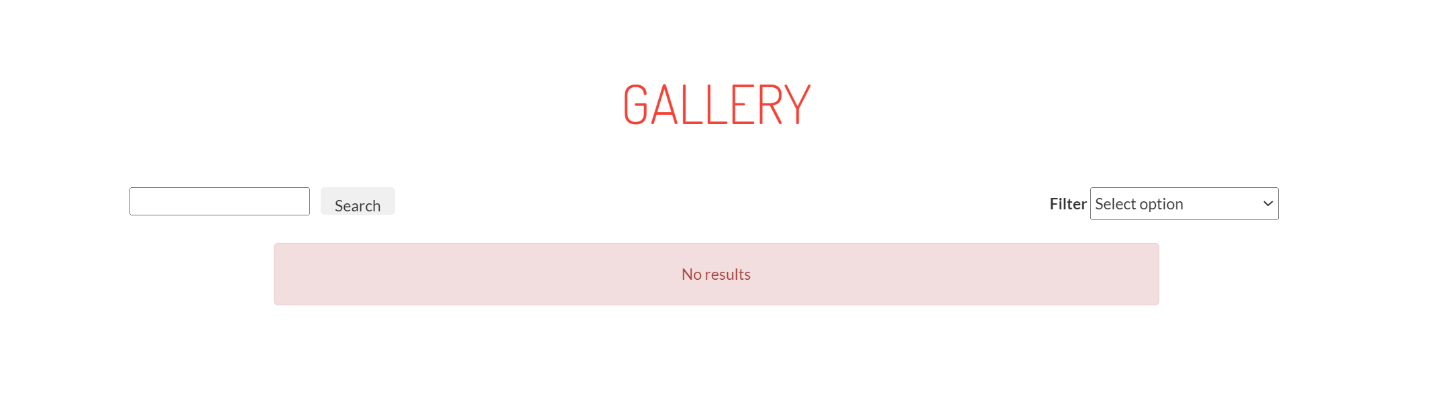 GALLERY
Search
Filter Select option
No results